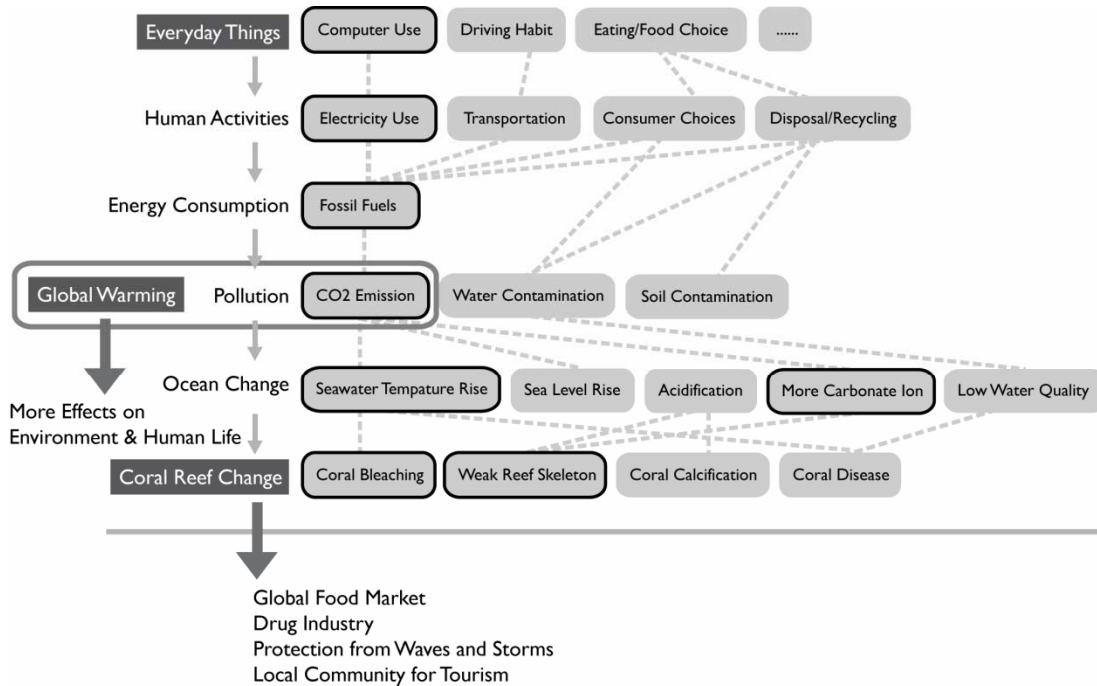 Everyday Things
Computer Use
Driving Habit
Eating/Food Choice
......
Human Activities
Electricity Use
Transportation
Consumer Choices
Disposal/Recycling
Energy Consumption
Fossil Fuels
Global Warming
Pollution
CO2 Emission
Water Contamination
Soil Contamination
Ocean Change
Seawater Tempature Rise
Sea Level Rise
Acidification
More Carbonate Ion
Low Water Quality
More Effects on
Environment & Human Life
Coral Reef Change
Coral Bleaching
Weak Reef Skeleton
Coral Calcification
Coral Disease
Global Food Market
Drug Industry
Protection from Waves and Storms
Local Community for Tourism